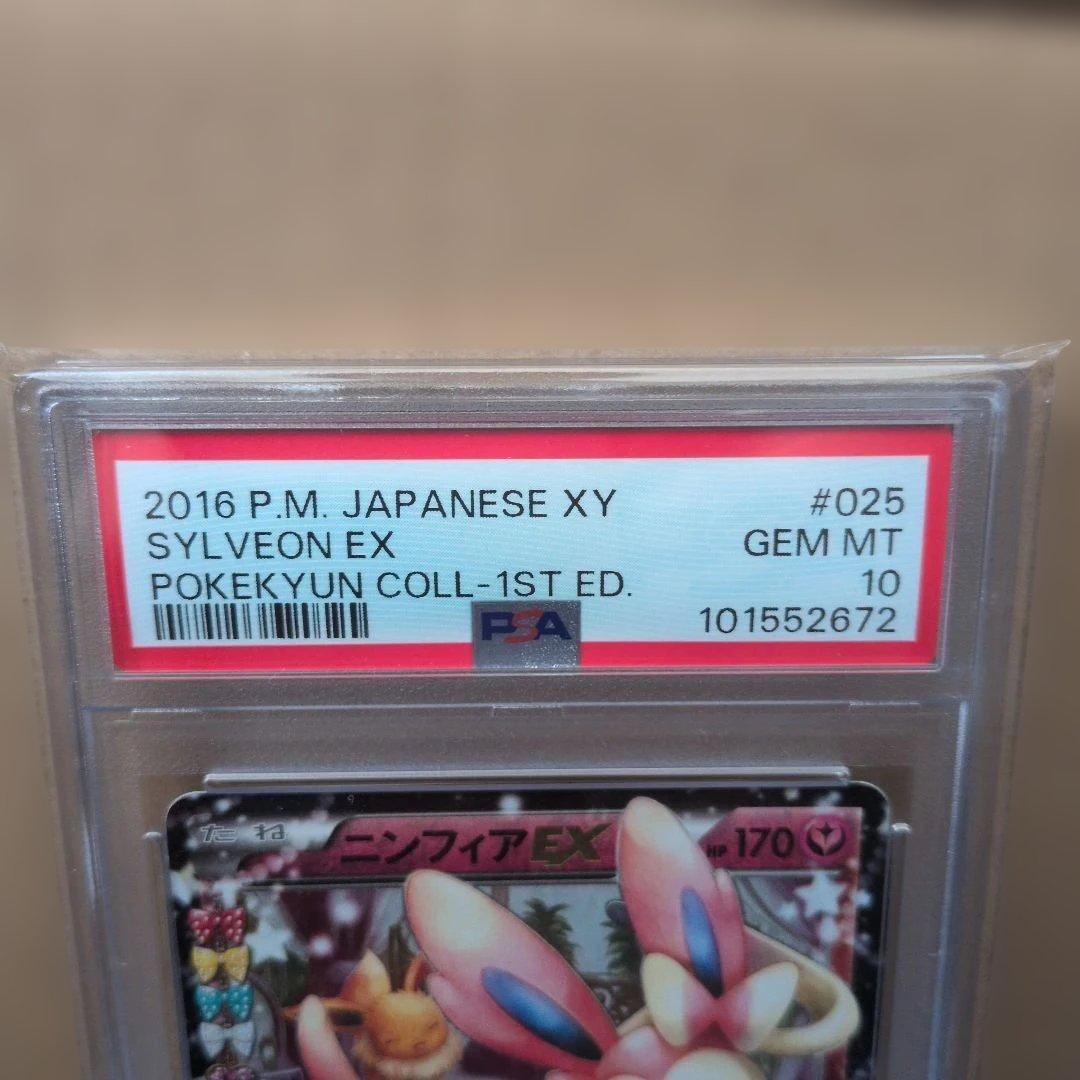 2016 P.M. JAPANESE XY #025
SYLVEON EX GEM MT
POKEKYUN COLL-1ST ED. 10
PSA 101552672
たね ニンフィアEX HP 170